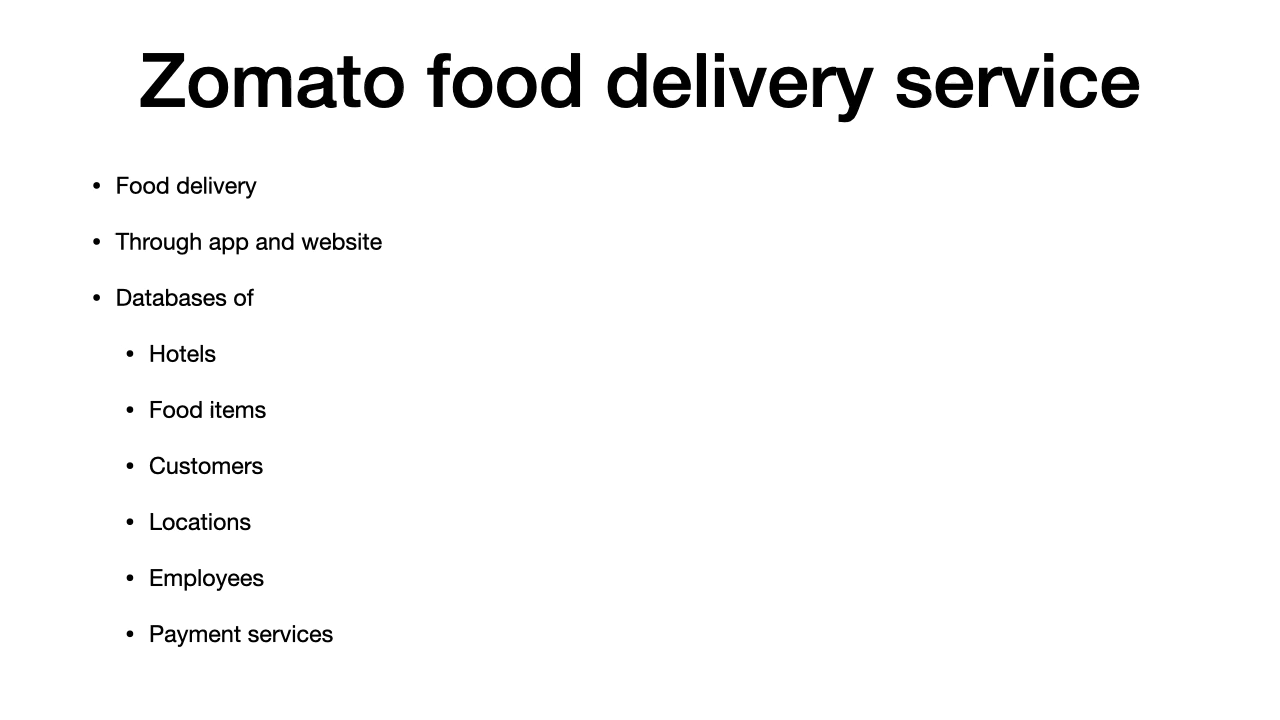 Zomato food delivery service
• Food delivery
• Through app and website
• Databases of
• Hotels
• Food items
• Customers
• Locations
• Employees
• Payment services